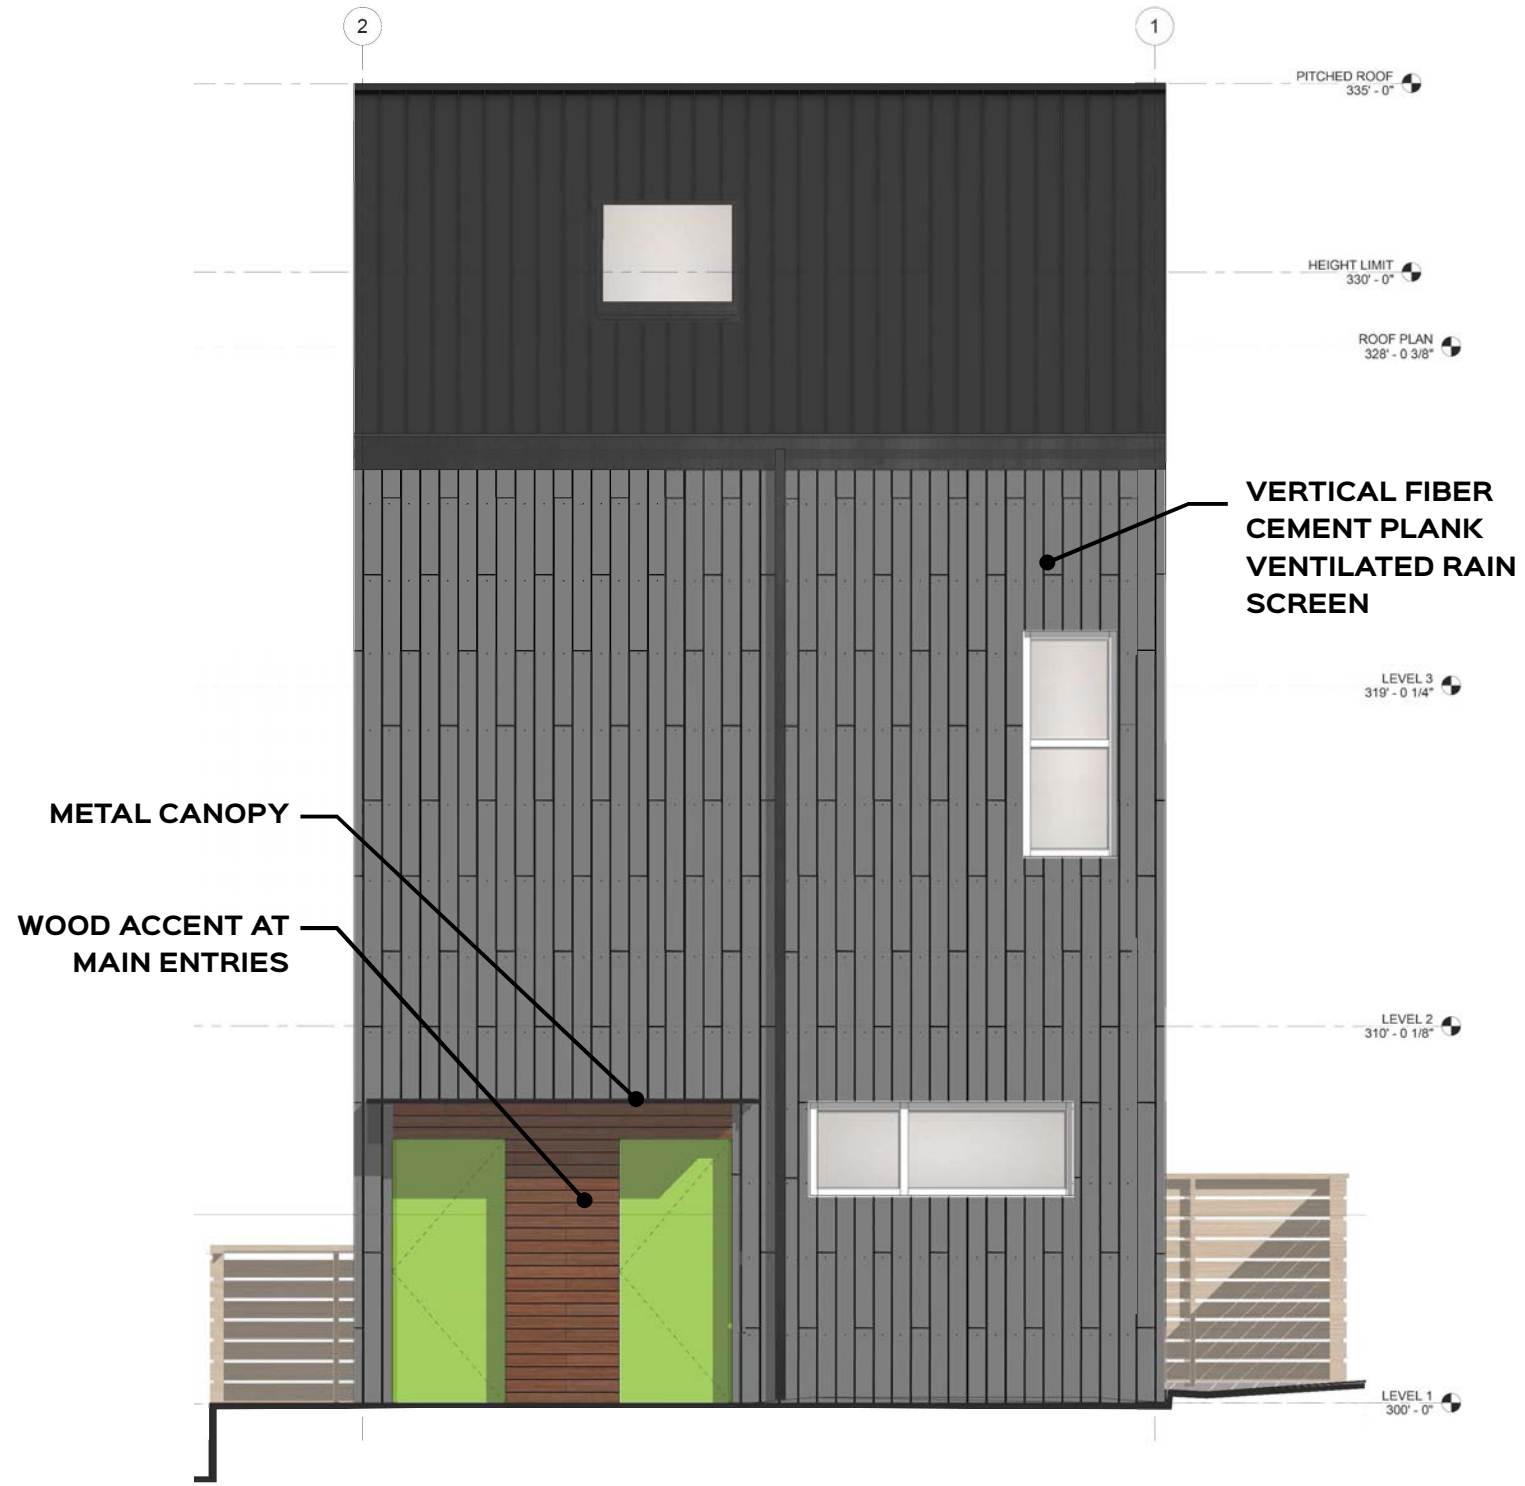 2
1
PITCHED ROOF
335' - 0"
HEIGHT LIMIT
330' - 0"
ROOF PLAN
328' - 0 3/8"
VERTICAL FIBER
CEMENT PLANK
VENTILATED RAIN
SCREEN
LEVEL 3
319' - 0 1/4"
METAL CANOPY
WOOD ACCENT AT
MAIN ENTRIES
LEVEL 2
310' - 0 1/8"
LEVEL 1
300' - 0"